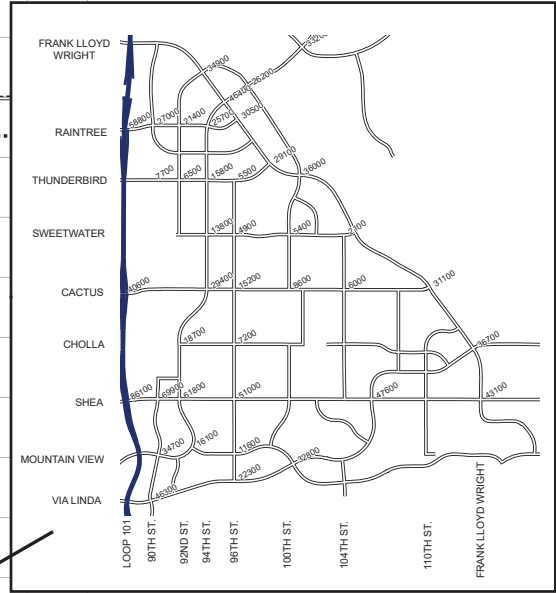 FRANK LLOYD
WRIGHT
33200
34900
46400
26200
RAINTREE
58800
27000
21400
25700
30500
29100
THUNDERBIRD
7700
6500
15800
5500
36000
SWEETWATER
13800
4900
5400
2300
CACTUS
40600
29400
15200
8600
6000
31100
CHOLLA
18700
7200
36700
SHEA
86100
69900
61800
51000
47600
43100
MOUNTAIN VIEW
34700
16100
11600
32800
VIA LINDA
46300
22300
LOOP 101
90TH ST.
92ND ST.
94TH ST.
96TH ST.
100TH ST.
104TH ST.
110TH ST.
FRANK LLOYD WRIGHT